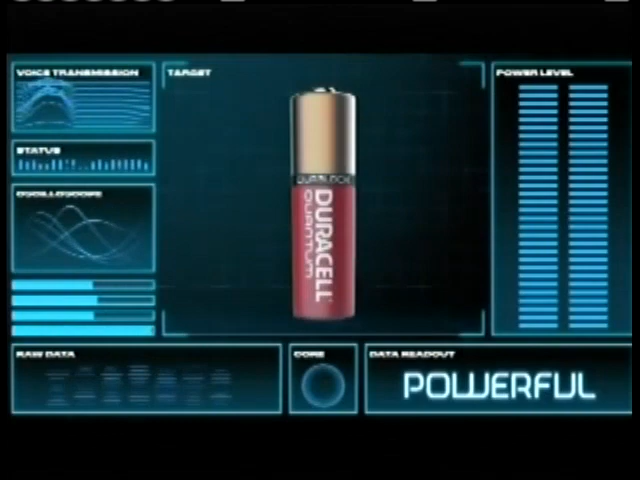 VOICE TRANSMISSION
TARGET
POWER LEVEL
STATUS
OSCILLOSCOPE
DURALOCK
DURACELL
QUANTUM
RAW DATA
CORE
DATA READOUT
POWERFUL